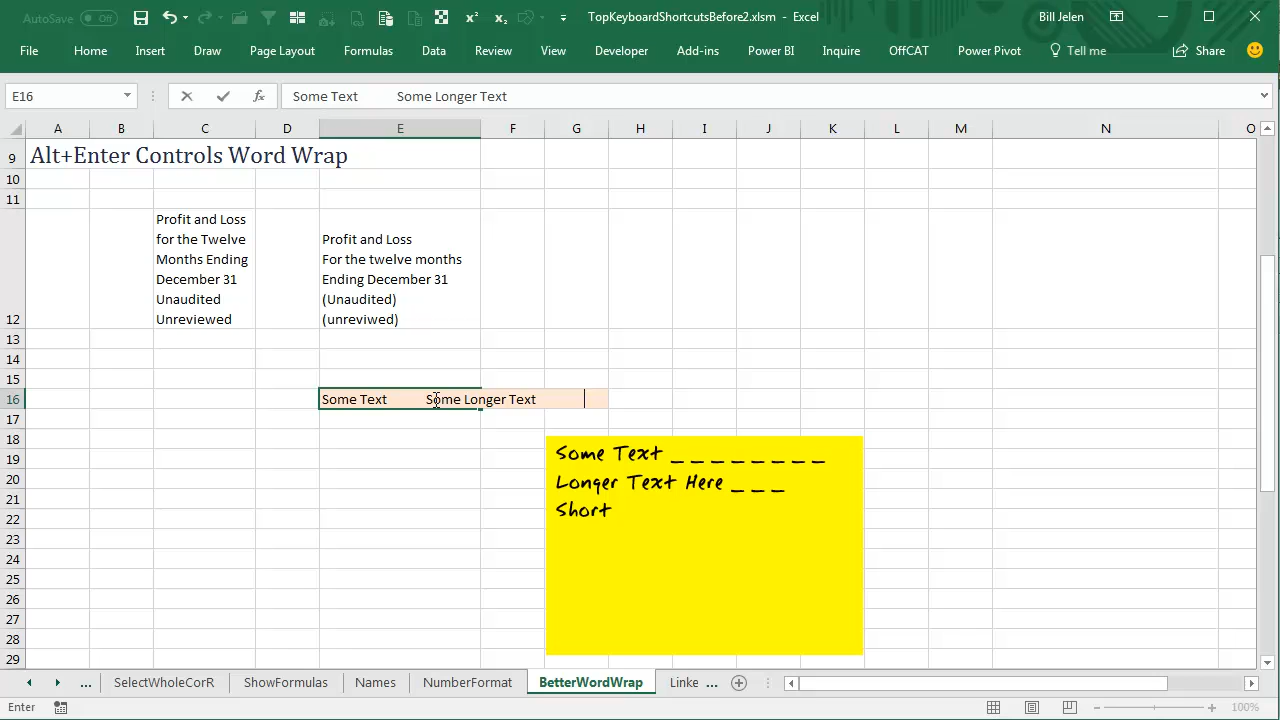 AutoSave Off TopKeyboardShortcutsBefore2.xlsm - Excel Bill Jelen
File Home Insert Draw Page Layout Formulas Data Review View Developer Add-ins Power BI Inquire OffCAT Power Pivot Tell me Share
E16 fx Some Text Some Longer Text
A B C D E F G H I J K L M N O
9 Alt+Enter Controls Word Wrap
10
11
Profit and Loss
for the Twelve
Months Ending
December 31
Unaudited
Unreviewed
Profit and Loss
For the twelve months
Ending December 31
(Unaudited)
(unreviwed)
12
13
14
15
16 Some Text Some Longer Text
17
18
19
20
21
22
23
24
25
26
27
28
29
Some Text _ _ _ _ _ _ _ _
Longer Text Here _ _ _
Short
... SelectWholeCorR ShowFormulas Names NumberFormat BetterWordWrap Linke ...
Enter 100%